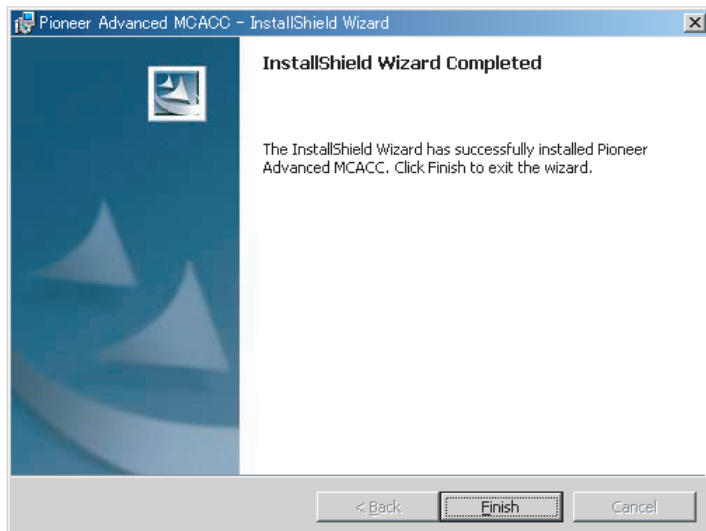 Pioneer Advanced MCACC - InstallShield Wizard
InstallShield Wizard Completed
The InstallShield Wizard has successfully installed Pioneer
Advanced MCACC. Click Finish to exit the wizard.
< Back Finish Cancel